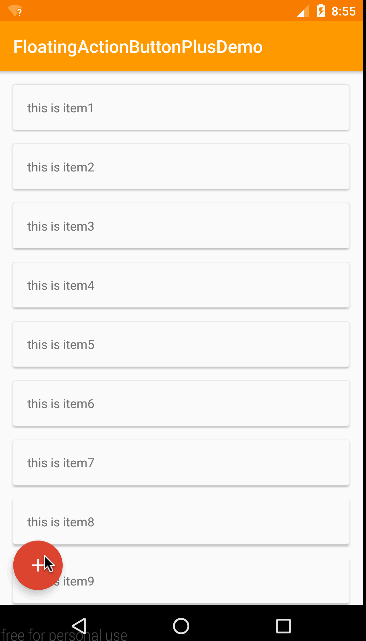 8:55
FloatingActionButtonPlusDemo
this is item1
this is item2
this is item3
this is item4
this is item5
this is item6
this is item7
this is item8
is item9
free for personal use